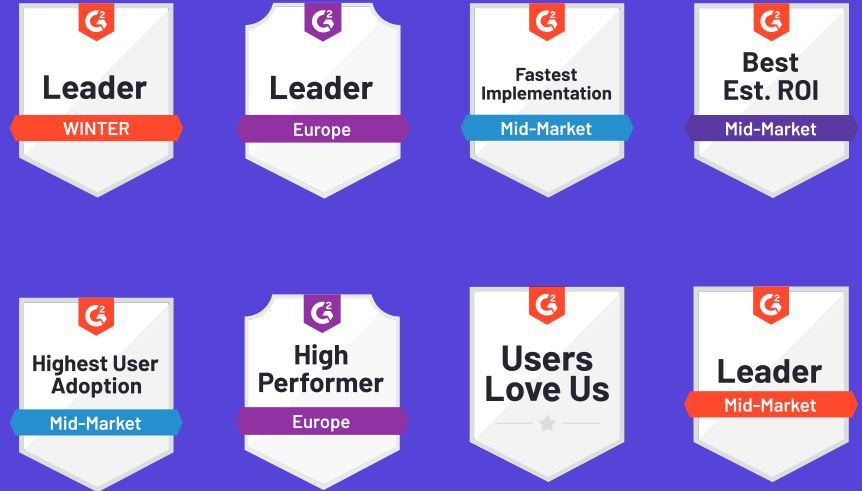 G2
Leader
WINTER
G2
Leader
Europe
G2
Fastest
Implementation
Mid-Market
G2
Best
Est. ROI
Mid-Market
G2
Highest User
Adoption
Mid-Market
G2
High
Performer
Europe
G2
Users
Love Us
G2
Leader
Mid-Market